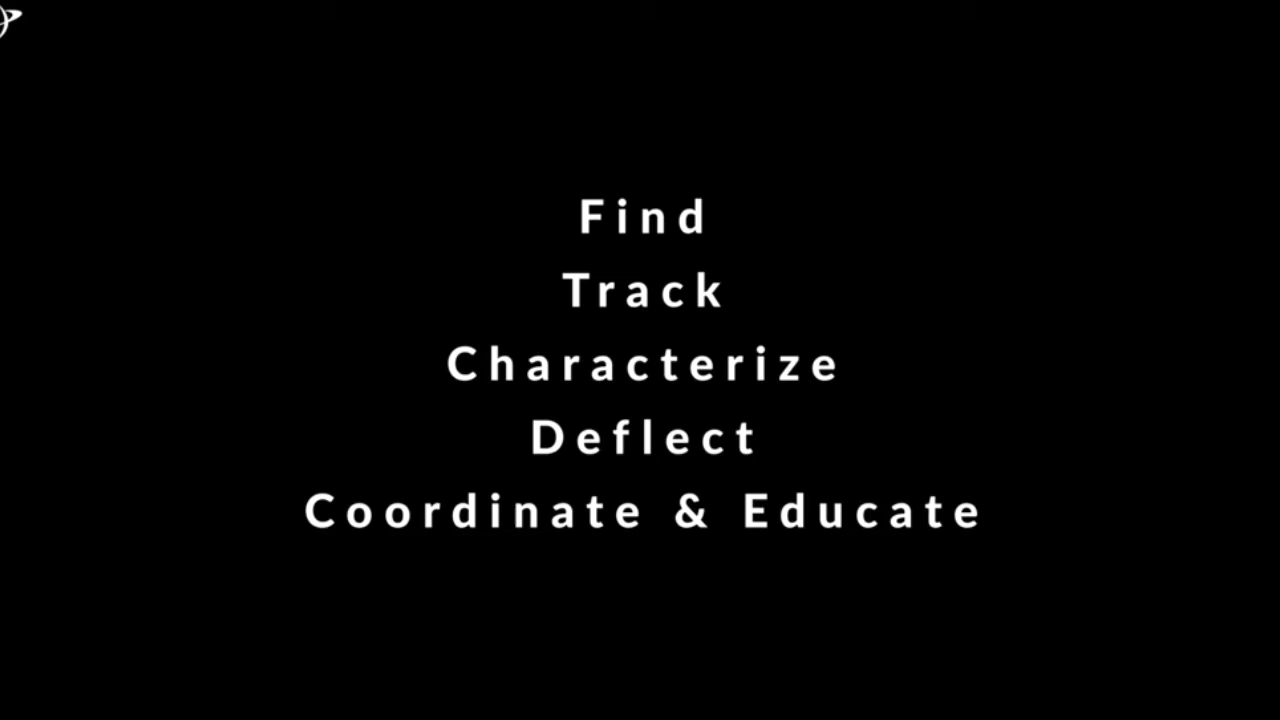 Find
Track
Characterize
Deflect
Coordinate & Educate